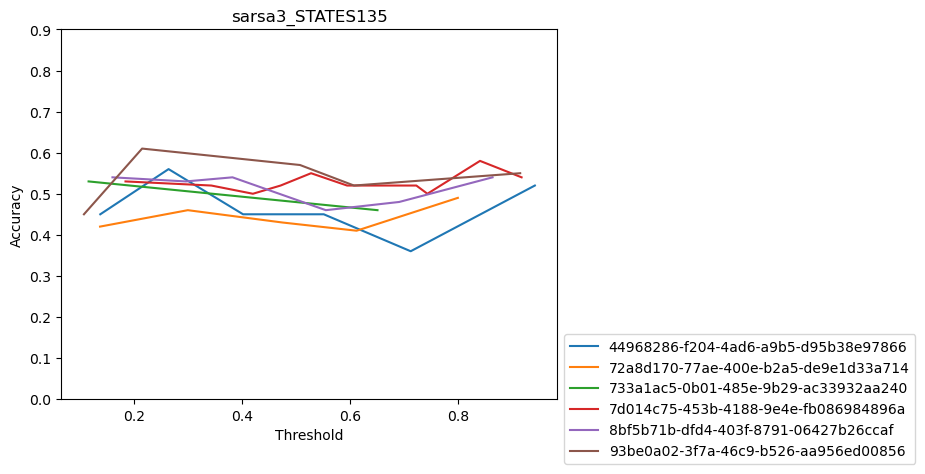 sarsa3_STATES135
0.9
0.8
0.7
0.6
0.5
0.4
0.3
0.2
0.1
0.0
Accuracy
0.2 0.4 0.6 0.8
Threshold
44968286-f204-4ad6-a9b5-d95b38e97866
72a8d170-77ae-400e-b2a5-de9e1d33a714
733a1ac5-0b01-485e-9b29-ac33932aa240
7d014c75-453b-4188-9e4e-fb086984896a
8bf5b71b-dfd4-403f-8791-06427b26ccaf
93be0a02-3f7a-46c9-b526-aa956ed00856